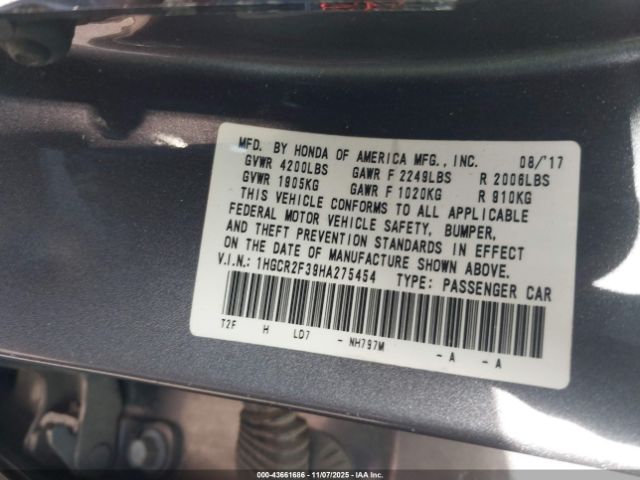 MFD. BY HONDA OF AMERICA MFG., INC. 08/'17
GVWR 4200LBS GAWR F 2249LBS R 2006LBS
GVWR 1905KG GAWR F 1020KG R 910KG
THIS VEHICLE CONFORMS TO ALL APPLICABLE
FEDERAL MOTOR VEHICLE SAFETY, BUMPER,
AND THEFT PREVENTION STANDARDS IN EFFECT
ON THE DATE OF MANUFACTURE SHOWN ABOVE.
V.I.N.: 1HGCR2F39HA275454 TYPE: PASSENGER CAR
T2F H LD7 - NH797M - A - A
000-43661686 - 11/07/2025 - IAA Inc.